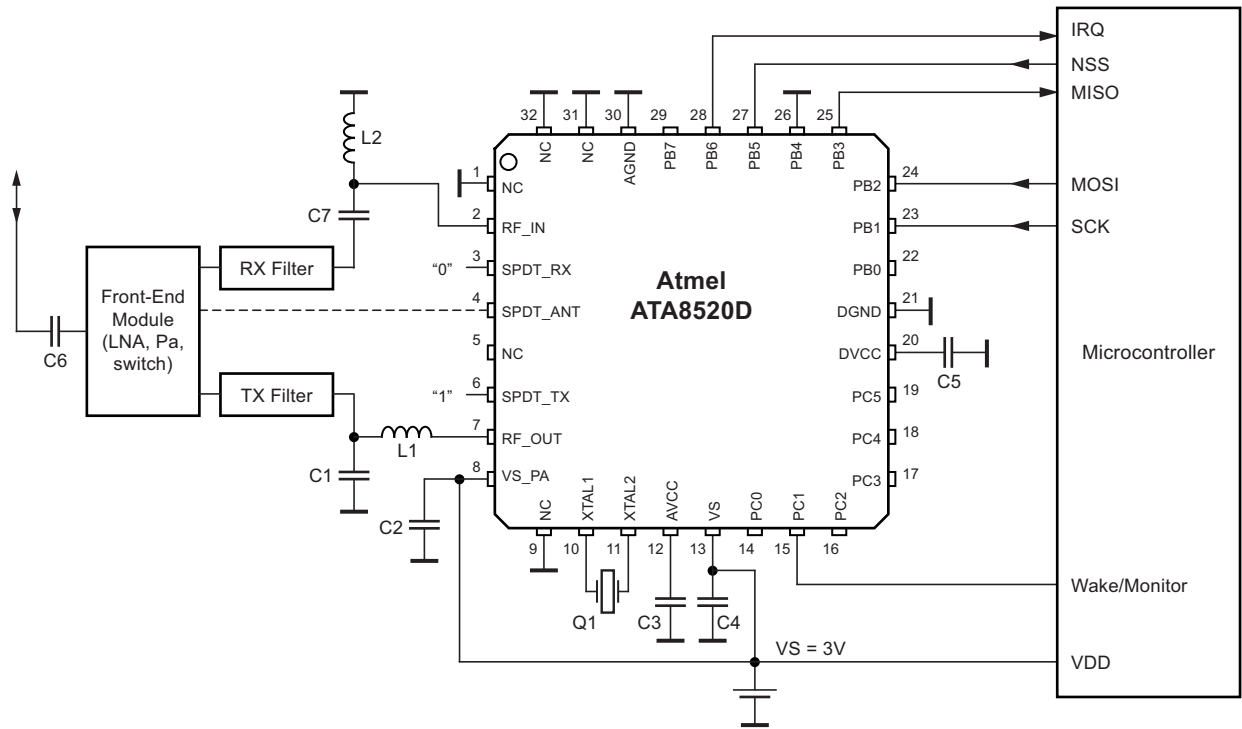 IRQ
NSS
MISO
MOSI
SCK
Microcontroller
Wake/Monitor
VDD
32
31
30
29
28
27
26
25
NC
NC
AGND
PB7
PB6
PB5
PB4
PB3
L2
C7
RX Filter
Front-End
Module
(LNA, Pa,
switch)
C6
TX Filter
C1
L1
C2
"0"
"1"
1
NC
2
RF_IN
3
SPDT_RX
4
SPDT_ANT
5
NC
6
SPDT_TX
7
RF_OUT
8
VS_PA
Atmel
ATA8520D
PB2
24
PB1
23
PB0
22
DGND
21
DVCC
20
C5
PC5
19
PC4
18
PC3
17
NC
XTAL1
XTAL2
AVCC
VS
PC0
PC1
PC2
9
10
11
12
13
14
15
16
Q1
C3
C4
VS = 3V